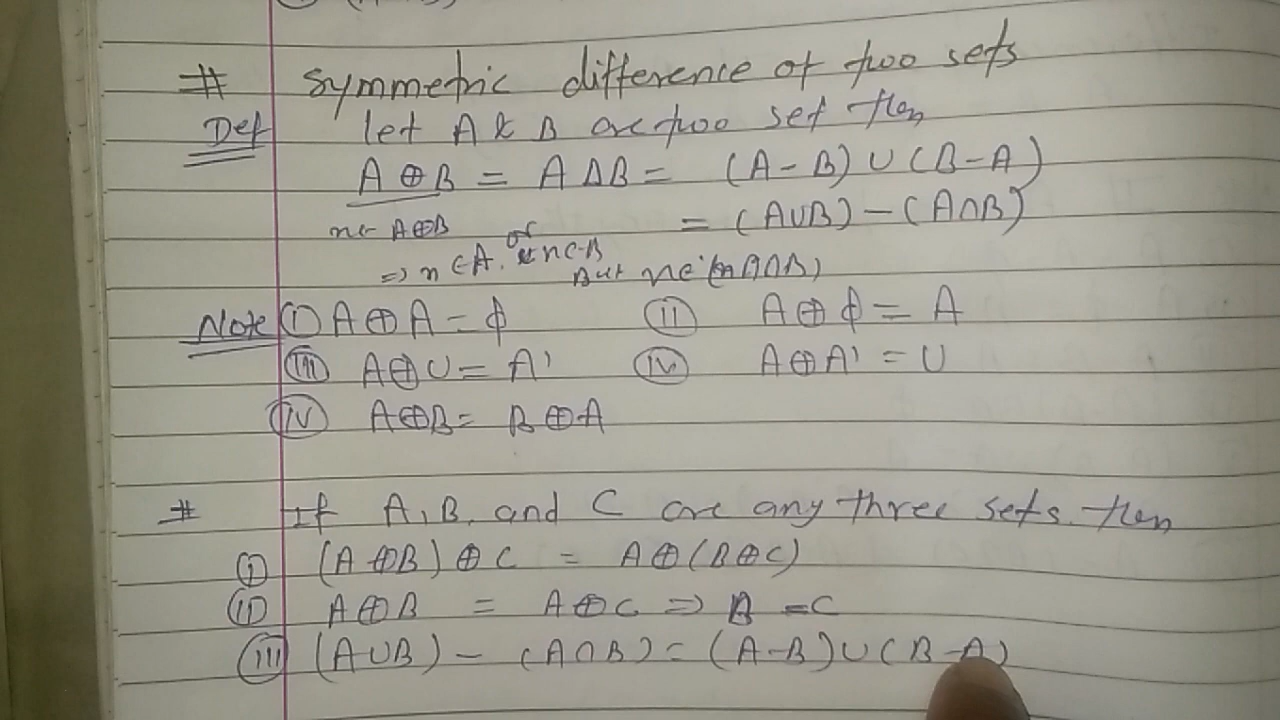 # Symmetric difference of two sets
Def let A & B are two set then
A ⊕ B = A Δ B = (A - B) ∪ (B - A)
= (A∪B) - (A∩B)
x∈ A⊕B
⇒ x ∈ A. or x∈B
But x∈ A∩B)
Note (i) A ⊕ A = ϕ (ii) A ⊕ ϕ = A
(iii) A⊕U = A' (iv) A⊕A' = U
(iv) A⊕B = B ⊕ A
# If A, B, and C are any three sets. then
(i) (A ⊕B) ⊕ C = A⊕(B⊕C)
(ii) A⊕B = A⊕C ⇒ B = C
(iii) (A∪B) - (A∩B) = (A-B)∪(B-A)